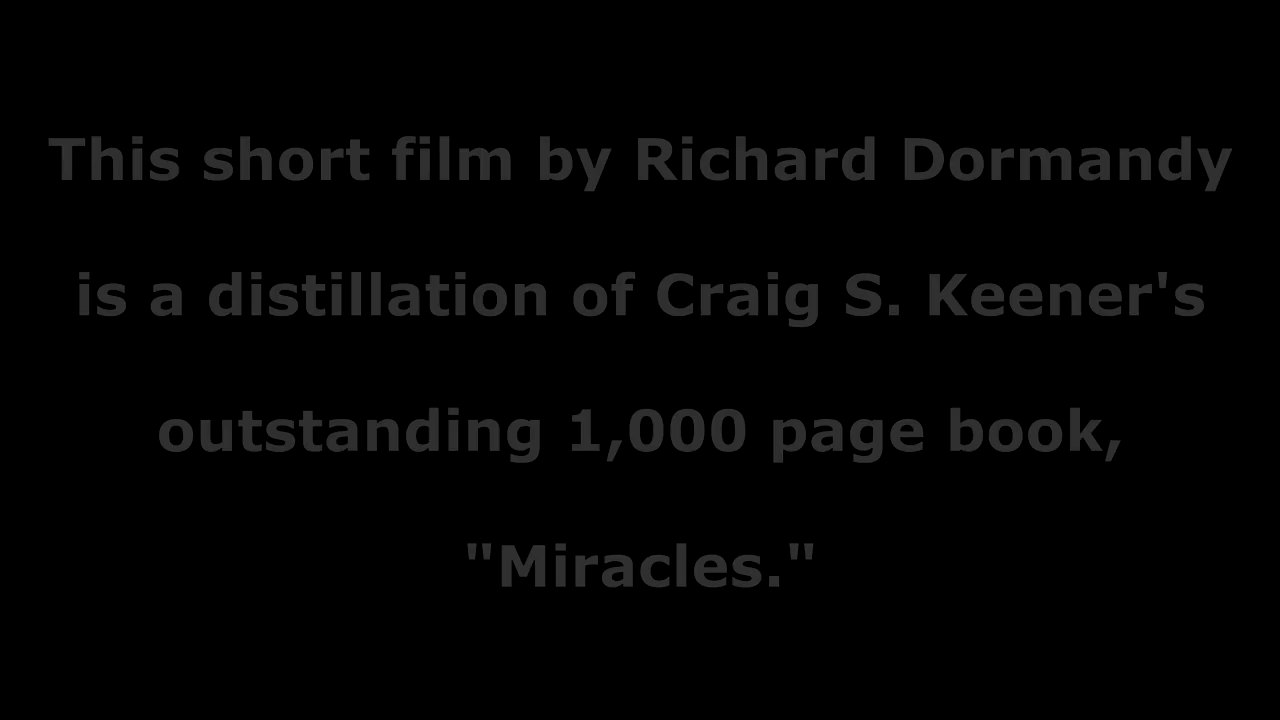 This short film by Richard Dormandy
is a distillation of Craig S. Keener's
outstanding 1,000 page book,
"Miracles."